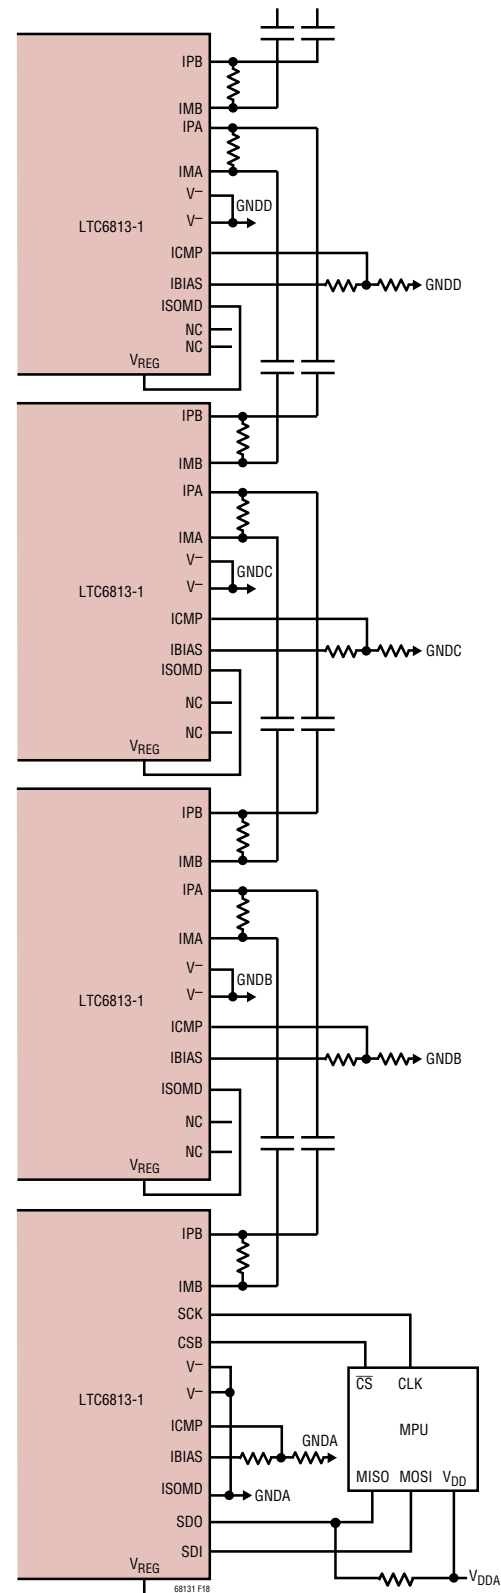 IPB
IMB
IPA
IMA
V–
GNDD
V–
LTC6813-1
ICMP
IBIAS
GNDD
ISOMD
NC
NC
VREG
IPB
IMB
IPA
IMA
V–
GNDC
V–
LTC6813-1
ICMP
IBIAS
GNDC
ISOMD
NC
NC
VREG
IPB
IMB
IPA
IMA
V–
GNDB
V–
LTC6813-1
ICMP
IBIAS
GNDB
ISOMD
NC
NC
VREG
IPB
IMB
SCK
CSB
V–
CS CLK
V–
LTC6813-1
ICMP
MPU
GNDA
IBIAS
MISO MOSI VDD
ISOMD
GNDA
SDO
SDI
VDDA
VREG
68131 F18